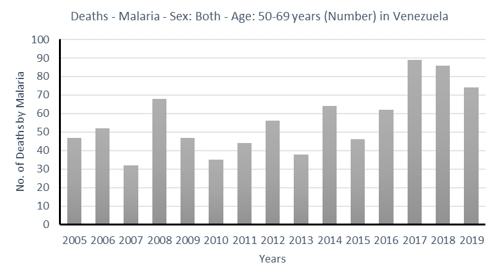 Deaths - Malaria - Sex: Both - Age: 50-69 years (Number) in Venezuela
No. of Deaths by Malaria
100
90
80
70
60
50
40
30
20
10
0
2005 2006 2007 2008 2009 2010 2011 2012 2013 2014 2015 2016 2017 2018 2019
Years